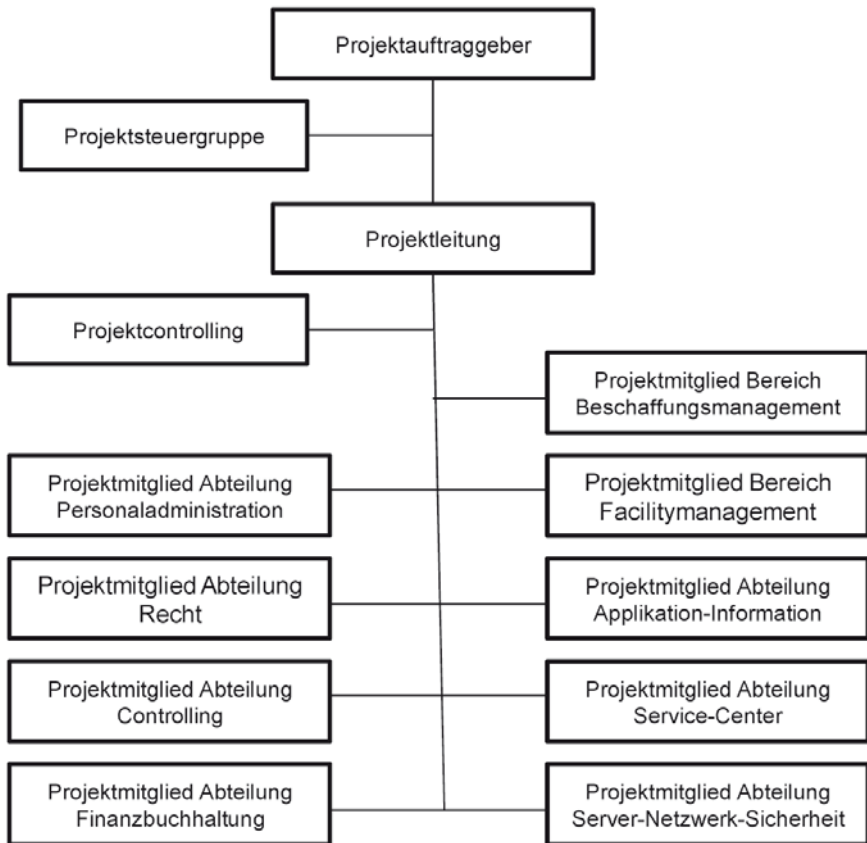 Projektauftraggeber
Projektsteuergruppe
Projektleitung
Projektcontrolling
Projektmitglied Bereich
Beschaffungsmanagement
Projektmitglied Abteilung
Personaladministration
Projektmitglied Bereich
Facilitymanagement
Projektmitglied Abteilung
Recht
Projektmitglied Abteilung
Applikation-Information
Projektmitglied Abteilung
Controlling
Projektmitglied Abteilung
Service-Center
Projektmitglied Abteilung
Finanzbuchhaltung
Projektmitglied Abteilung
Server-Netzwerk-Sicherheit